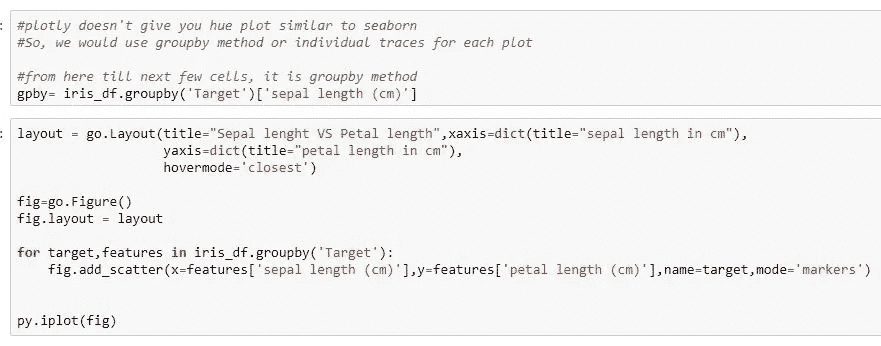 #plotly doesn't give you hue plot similar to seaborn
#So, we would use groupby method or individual traces for each plot
#from here till next few cells, it is groupby method
gpby= iris_df.groupby('Target')['sepal length (cm)']
layout = go.Layout(title="Sepal lenght VS Petal length",xaxis=dict(title="sepal length in cm"),
yaxis=dict(title="petal length in cm"),
hovermode='closest')
fig=go.Figure()
fig.layout = layout
for target,features in iris_df.groupby('Target'):
fig.add_scatter(x=features['sepal length (cm)'],y=features['petal length (cm)'],name=target,mode='markers')
py.iplot(fig)